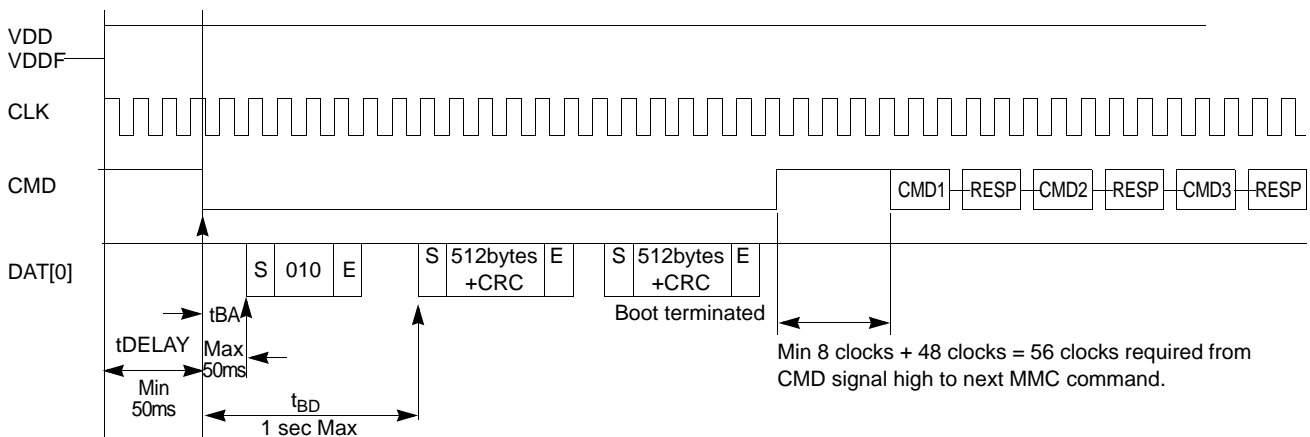 VDD
VDDF
CLK
CMD
CMD1 RESP CMD2 RESP CMD3 RESP
DAT[0]
S 010 E
S 512bytes +CRC E
S 512bytes +CRC E
Boot terminated
tBA
tDELAY
Max
50ms
Min
50ms
tBD
1 sec Max
Min 8 clocks + 48 clocks = 56 clocks required from
CMD signal high to next MMC command.